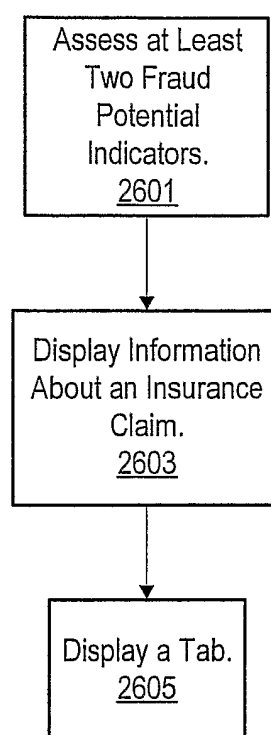 Assess at Least
Two Fraud
Potential
Indicators.
2601
Display Information
About an Insurance
Claim.
2603
Display a Tab.
2605